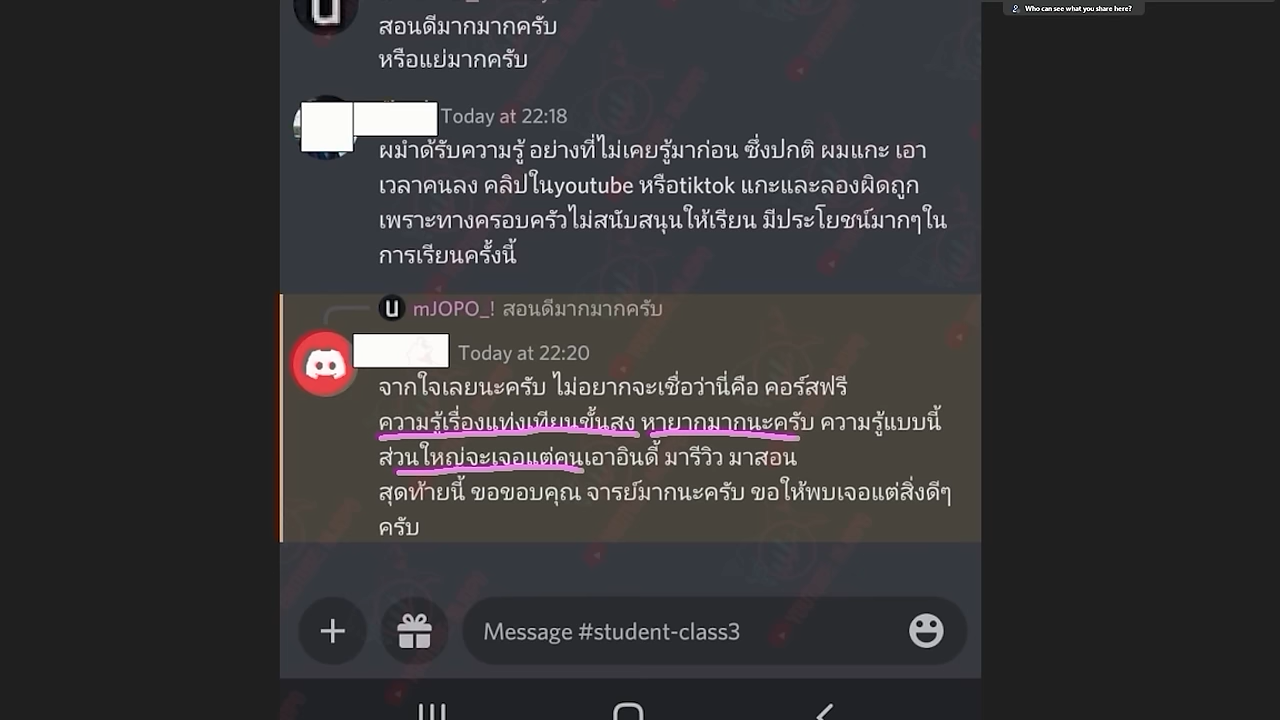 Who can see what you share here?
สอนดีมากมากครับ
หรือแย่มากครับ
Today at 22:18
ผมำด้รับความรู้ อย่างที่ไม่เคยรู้มาก่อน ซึ่งปกติ ผมแกะ เอา
เวลาคนลง คลิปในyoutube หรือtiktok แกะและลองผิดถูก
เพราะทางครอบครัวไม่สนับสนุนให้เรียน มีประโยชน์มากๆใน
การเรียนครั้งนี้
mJOPO_! สอนดีมากมากครับ
Today at 22:20
จากใจเลยนะครับ ไม่อยากจะเชื่อว่านี่คือ คอร์สฟรี
ความรู้เรื่องแท่งเทียนขั้นสูง หายากมากนะครับ ความรู้แบบนี้
ส่วนใหญ่จะเจอแต่คนเอาอินดี้ มารีวิว มาสอน
สุดท้ายนี้ ขอขอบคุณ จารย์มากนะครับ ขอให้พบเจอแต่สิ่งดีๆ
ครับ
Message #student-class3